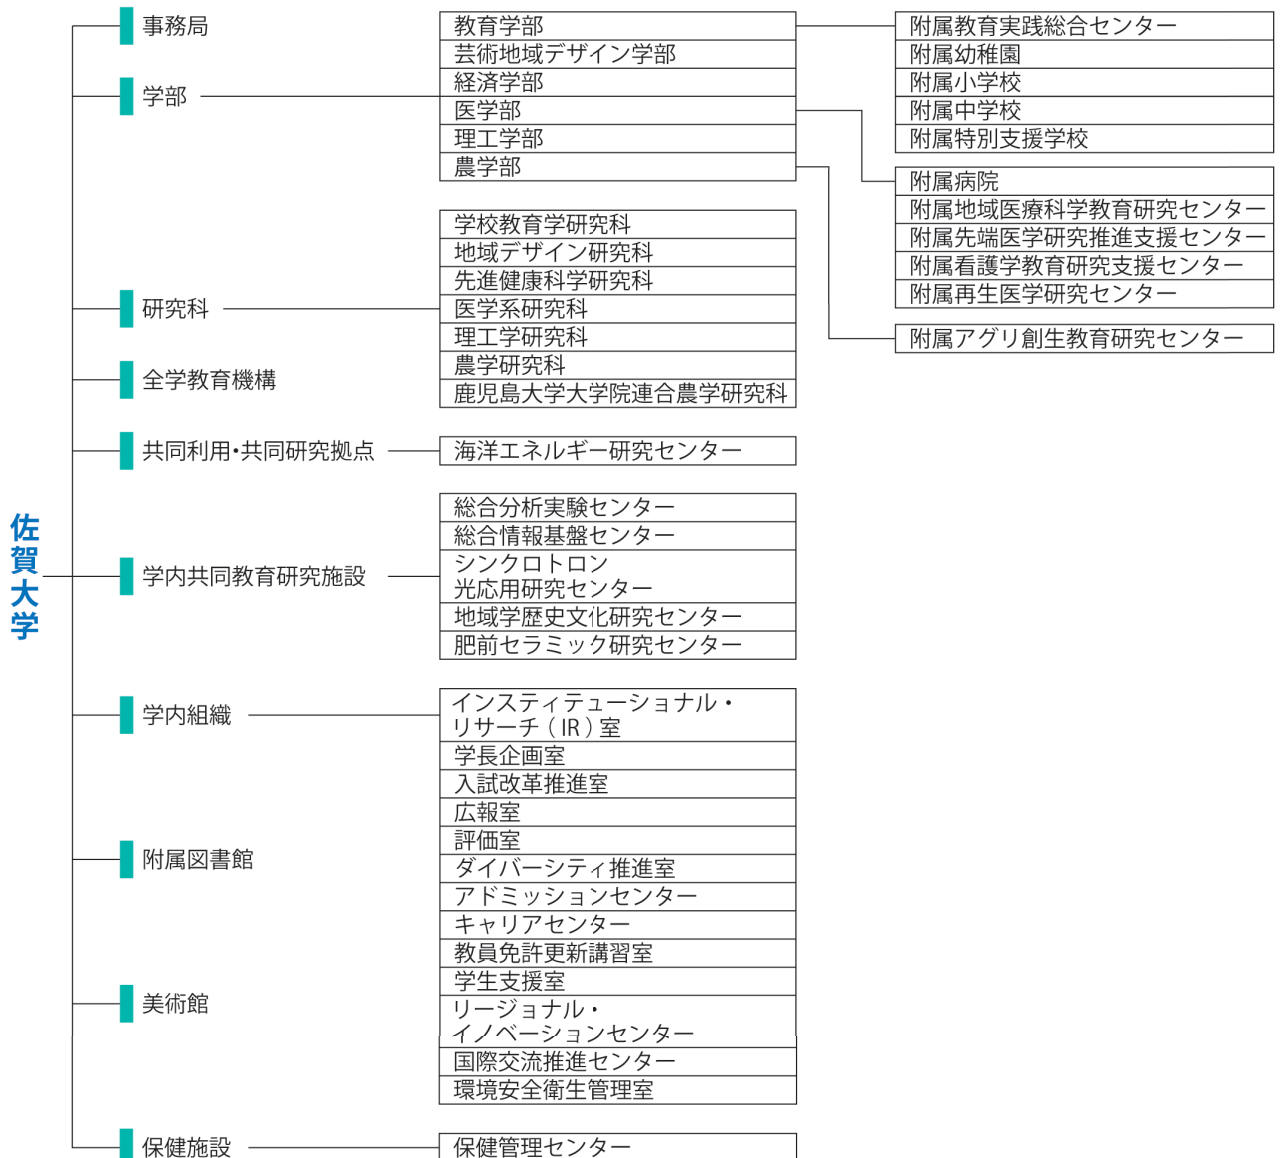 佐賀大学
事務局
学部
教育学部
芸術地域デザイン学部
経済学部
医学部
理工学部
農学部
附属教育実践総合センター
附属幼稚園
附属小学校
附属中学校
附属特別支援学校
附属病院
附属地域医療科学教育研究センター
附属先端医学研究推進支援センター
附属看護学教育研究支援センター
附属再生医学研究センター
附属アグリ創生教育研究センター
研究科
学校教育学研究科
地域デザイン研究科
先進健康科学研究科
医学系研究科
理工学研究科
農学研究科
鹿児島大学大学院連合農学研究科
全学教育機構
共同利用・共同研究拠点
海洋エネルギー研究センター
学内共同教育研究施設
総合分析実験センター
総合情報基盤センター
シンクロトロン
光応用研究センター
地域学歴史文化研究センター
肥前セラミック研究センター
学内組織
インスティテューショナル・
リサーチ ( IR ) 室
学長企画室
入試改革推進室
広報室
評価室
ダイバーシティ推進室
アドミッションセンター
キャリアセンター
教員免許更新講習室
学生支援室
リージョナル・
イノベーションセンター
国際交流推進センター
環境安全衛生管理室
附属図書館
美術館
保健施設
保健管理センター